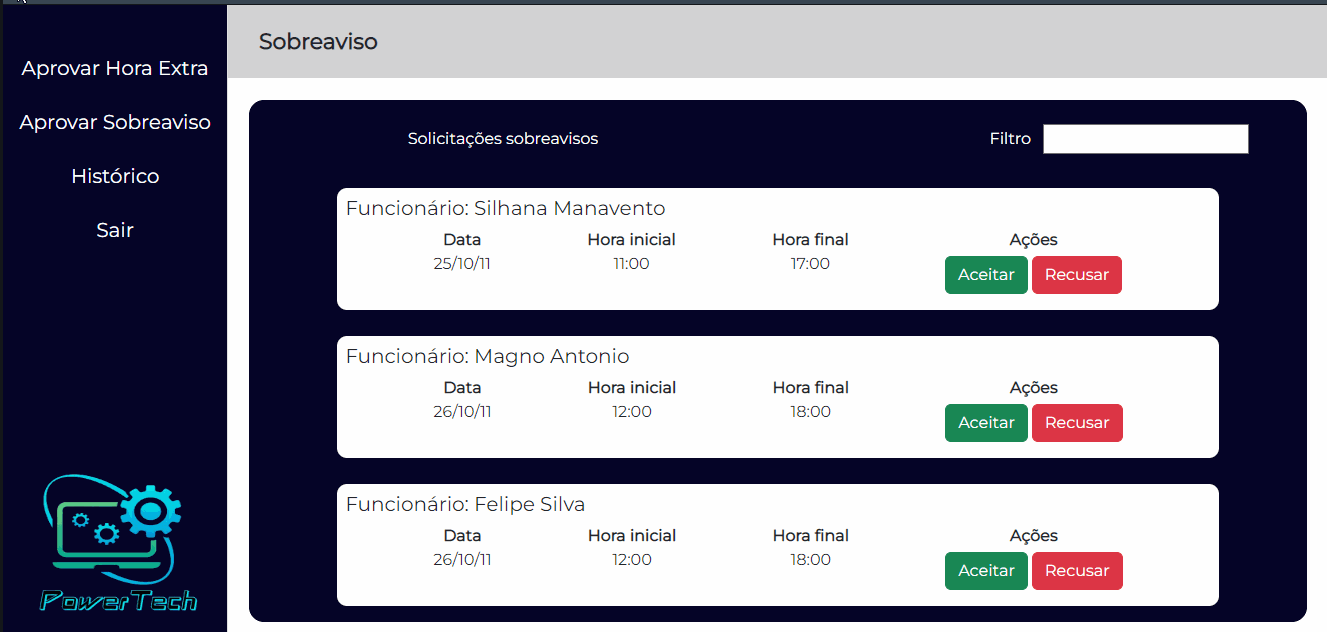 Sobreaviso
Aprovar Hora Extra
Aprovar Sobreaviso
Histórico
Sair
PowerTech
Solicitações sobreavisos Filtro
Funcionário: Silhana Manavento
Data Hora inicial Hora final Ações
25/10/11 11:00 17:00 Aceitar Recusar
Funcionário: Magno Antonio
Data Hora inicial Hora final Ações
26/10/11 12:00 18:00 Aceitar Recusar
Funcionário: Felipe Silva
Data Hora inicial Hora final Ações
26/10/11 12:00 18:00 Aceitar Recusar